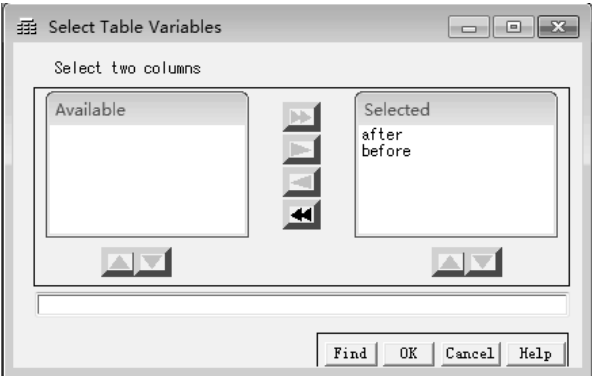 Select Table Variables
Select two columns
Available
Selected
after
before
Find
OK
Cancel
Help